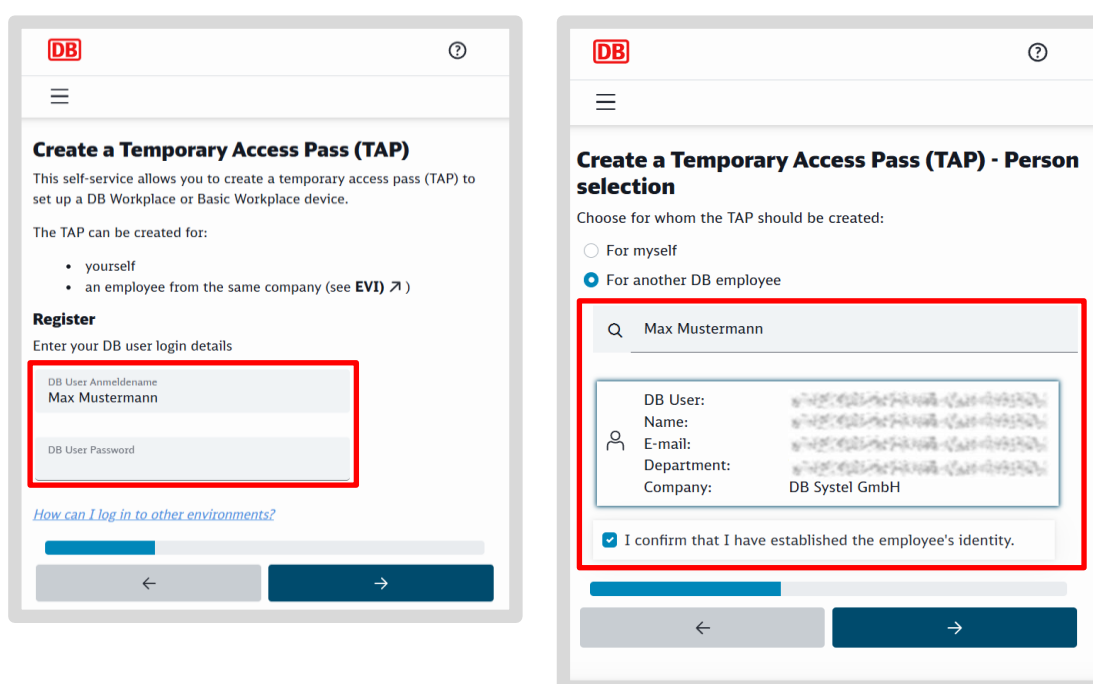 DB
Create a Temporary Access Pass (TAP)
This self-service allows you to create a temporary access pass (TAP) to
set up a DB Workplace or Basic Workplace device.
The TAP can be created for:
• yourself
• an employee from the same company (see EVI) ↗ )
Register
Enter your DB user login details
DB User Anmeldename
Max Mustermann
DB User Password
How can I log in to other environments?
DB
Create a Temporary Access Pass (TAP) - Person
selection
Choose for whom the TAP should be created:
For myself
For another DB employee
Max Mustermann
DB User:
Name:
E-mail:
Department:
Company: DB Systel GmbH
I confirm that I have established the employee's identity.